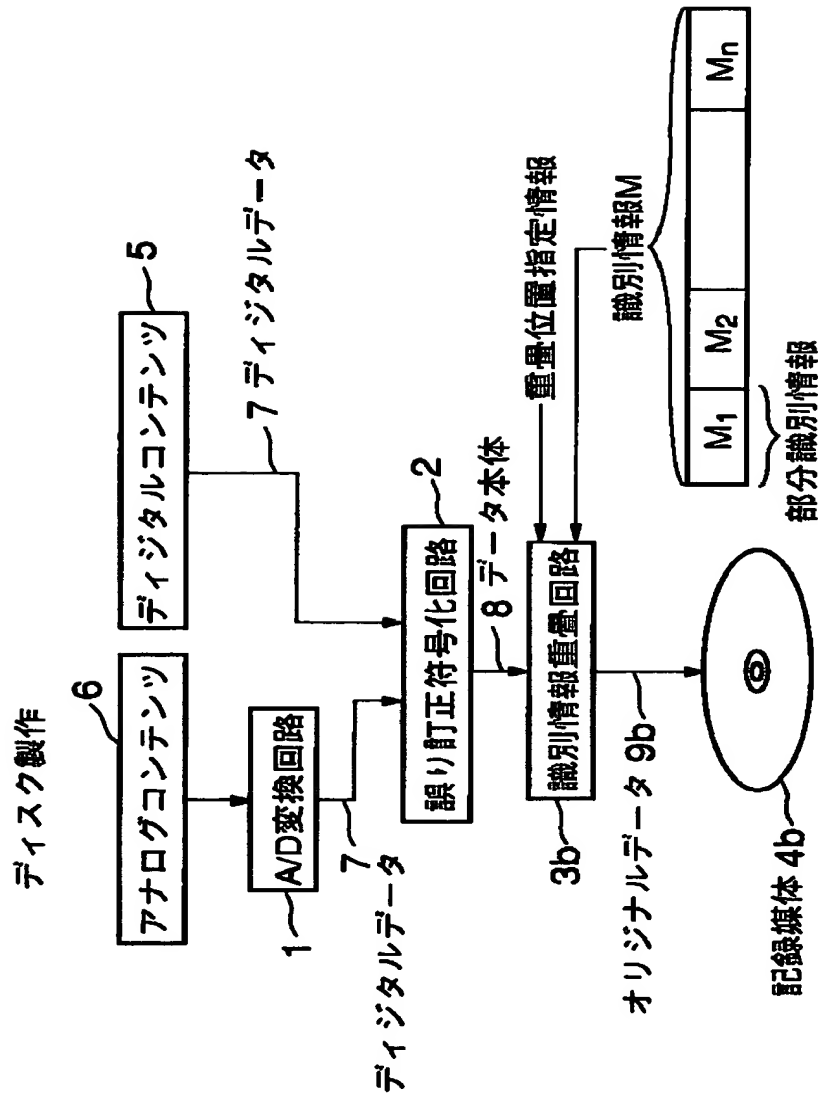 ディスク製作
6
アナログコンテンツ
5
ディジタルコンテンツ
1
A/D変換回路
7
ディジタルデータ
7 ディジタルデータ
2
誤り訂正符号化回路
8 データ本体
3b
識別情報重畳回路
重畳位置指定情報
識別情報M
M1
M2
Mn
部分識別情報
オリジナルデータ 9b
記録媒体 4b